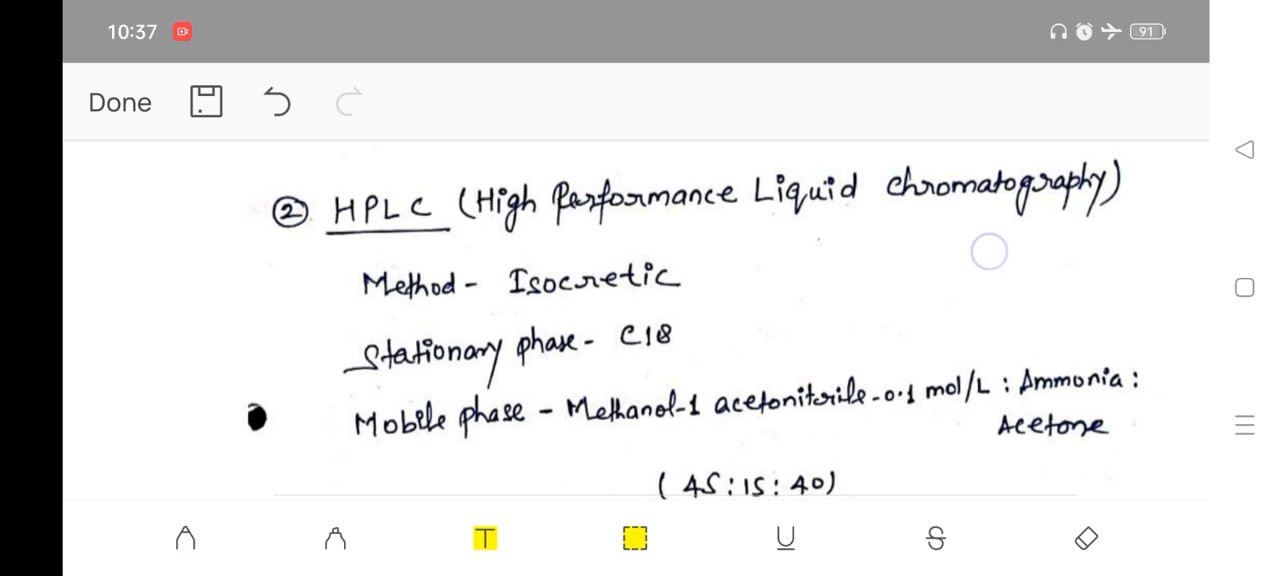 10:37
91
Done
② HPLC (High Performance Liquid chromatography)
Method - Isocretic
Stationary phase - C18
Mobile phase - Methanol-1 acetonitrile-0.1 mol/L : Ammonia :
Acetone
(45:15:40)
T
U
S